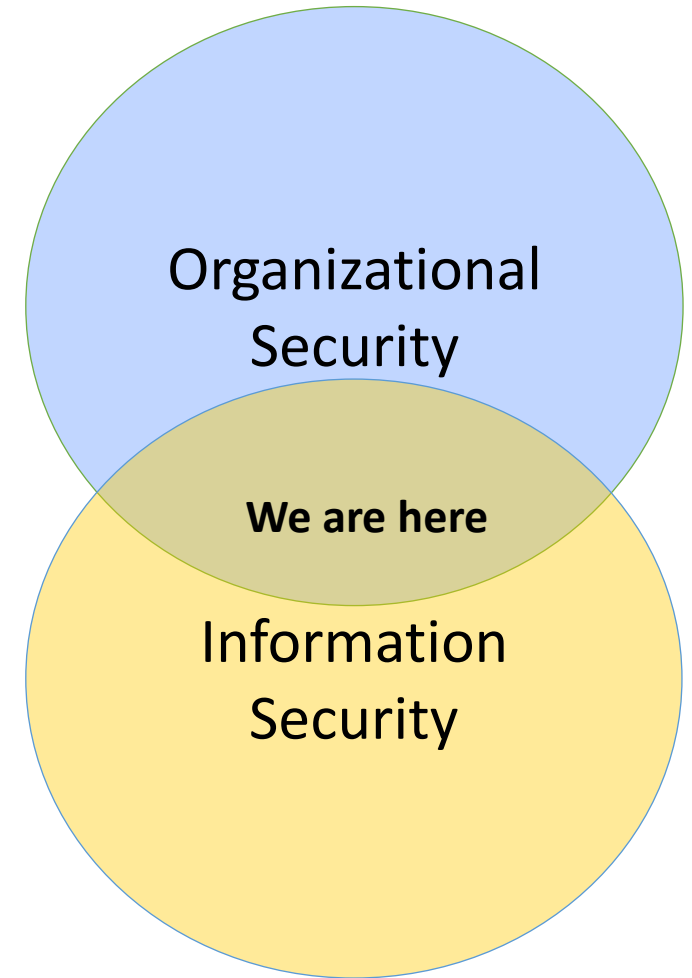 Organizational
Security
We are here
Information
Security